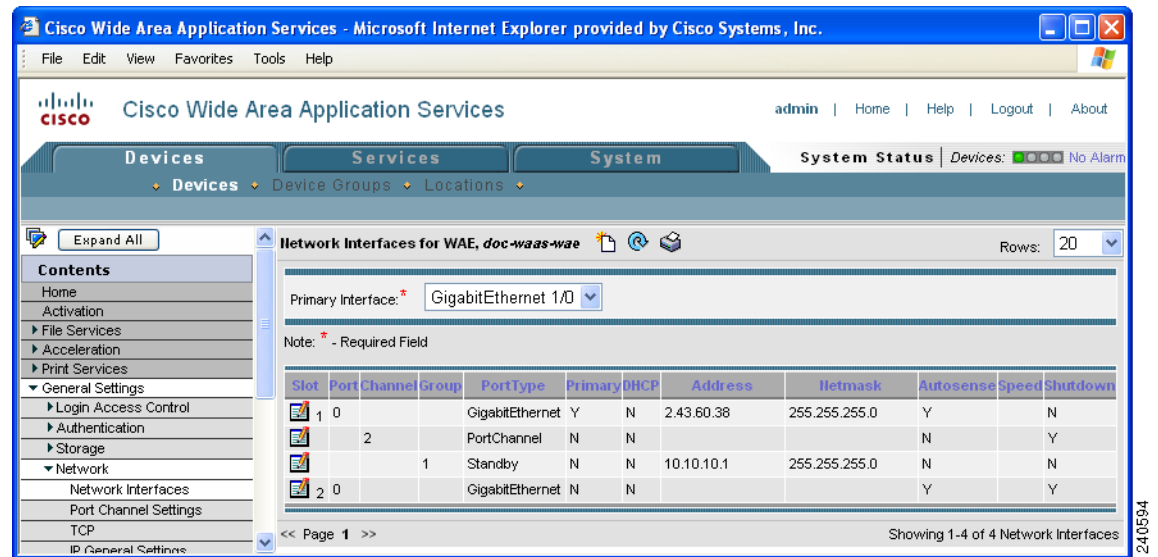 Cisco Wide Area Application Services - Microsoft Internet Explorer provided by Cisco Systems, Inc.
File Edit View Favorites Tools Help
CISCO Cisco Wide Area Application Services admin | Home | Help | Logout | About
Devices Services System System Status | Devices: No Alarm
Devices Device Groups Locations
Expand All
Contents
Home
Activation
File Services
Acceleration
Print Services
General Settings
Login Access Control
Authentication
Storage
Network
Network Interfaces
Port Channel Settings
TCP
IP General Settings
Network Interfaces for WAE, doc-waas-wae Rows: 20
Primary Interface:* GigabitEthernet 1/0
Note: * - Required Field
Slot Port Channel Group PortType Primary DHCP Address Netmask Autosense Speed Shutdown
1 0 GigabitEthernet Y N 2.43.60.38 255.255.255.0 Y N
2 PortChannel N N N Y
1 Standby N N 10.10.10.1 255.255.255.0 N N
2 0 GigabitEthernet N N Y Y
<< Page 1 >> Showing 1-4 of 4 Network Interfaces
240594